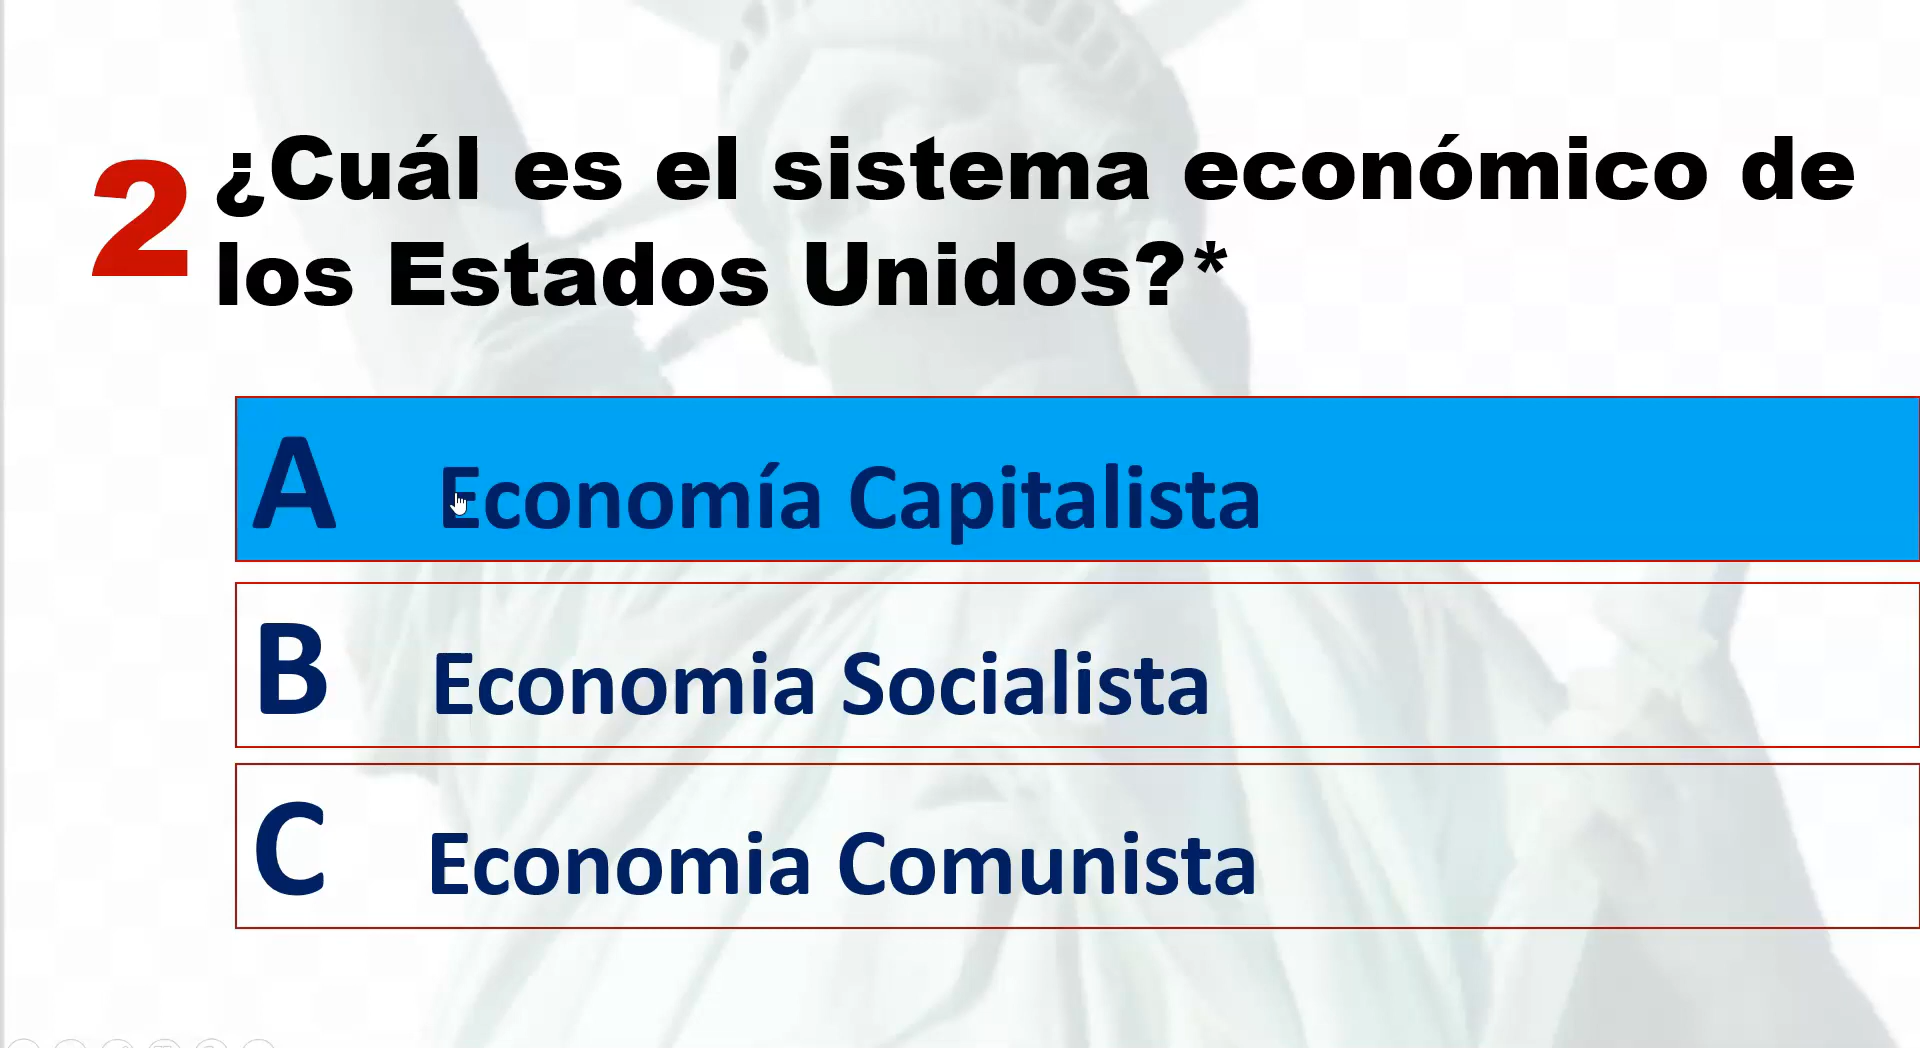 2 ¿Cuál es el sistema económico de
los Estados Unidos?*
A Economía Capitalista
B Economia Socialista
C Economia Comunista